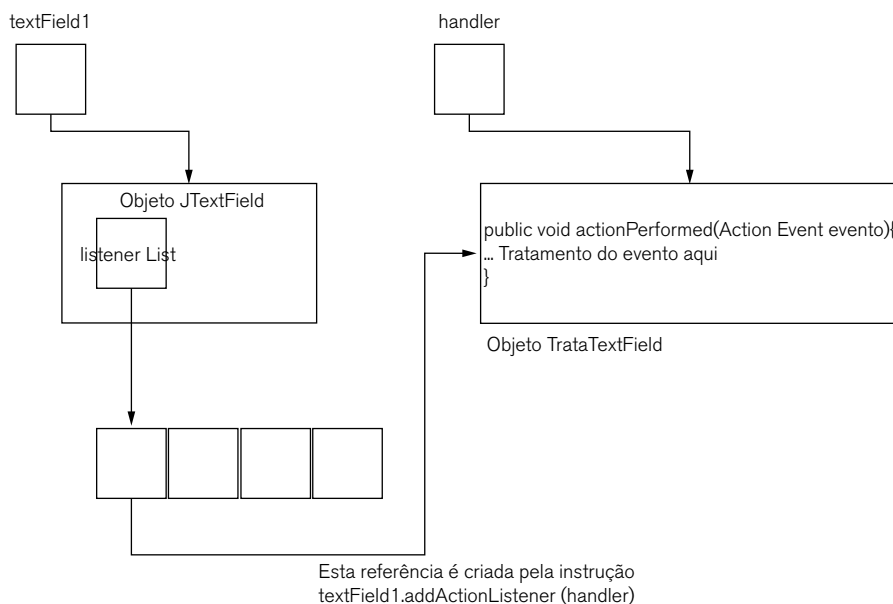 textField1
handler
Objeto JTextField
listener List
public void actionPerformed(Action Event evento){
... Tratamento do evento aqui
}
Objeto TrataTextField
Esta referência é criada pela instrução
textField1.addActionListener (handler)